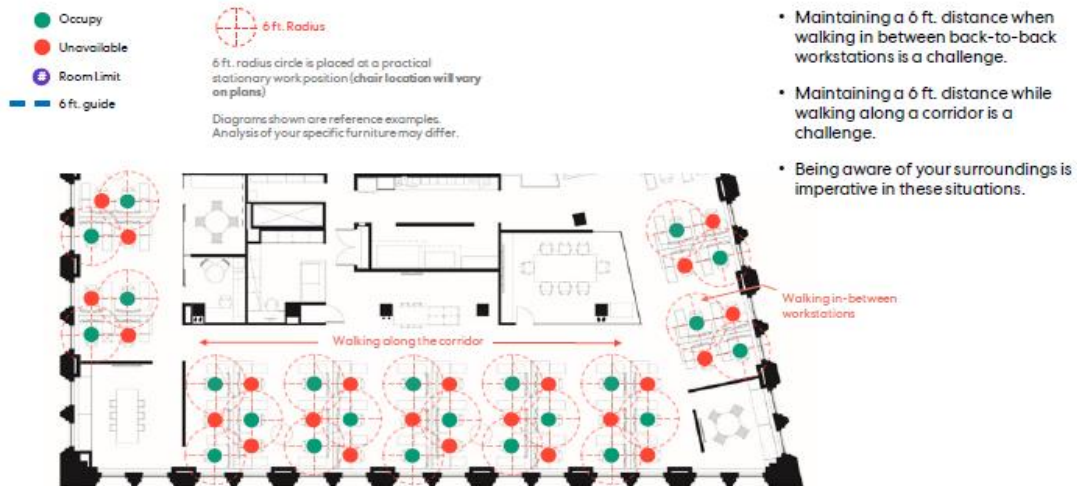 Occupy
Unavailable
# Room Limit
6 ft. guide
6 ft. Radius
6 ft. radius circle is placed at a practical
stationary work position (chair location will vary
on plans)
Diagrams shown are reference examples.
Analysis of your specific furniture may differ.
• Maintaining a 6 ft. distance when
walking in between back-to-back
workstations is a challenge.
• Maintaining a 6 ft. distance while
walking along a corridor is a
challenge.
• Being aware of your surroundings is
imperative in these situations.
Walking in-between
workstations
Walking along the corridor